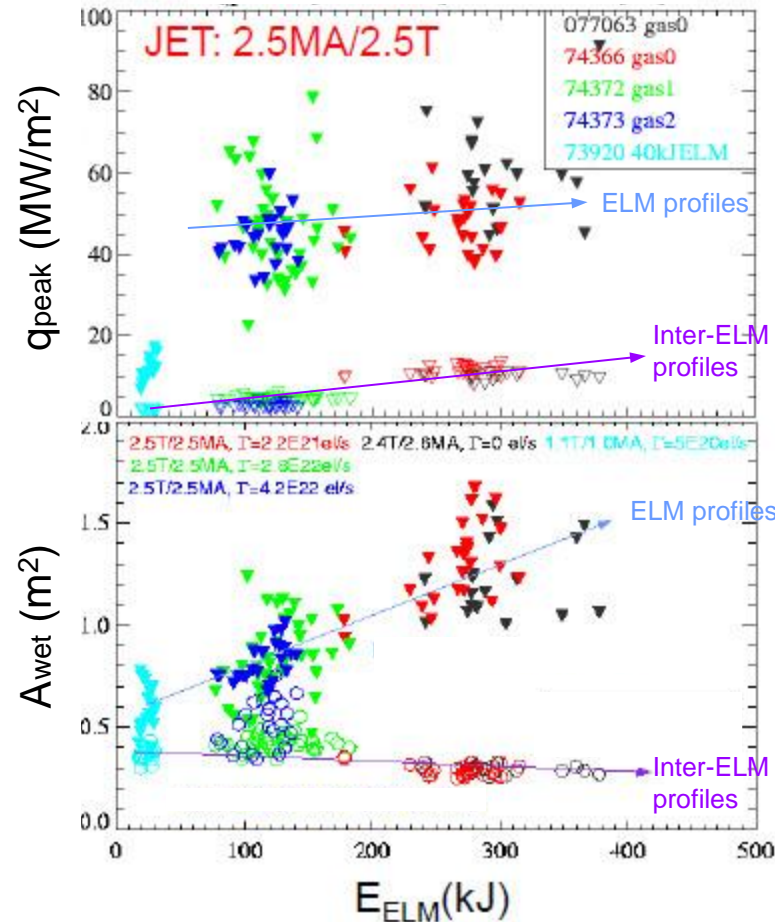 JET: 2.5MA/2.5T
077063 gas0
74366 gas0
74372 gas1
74373 gas2
73920 40kJELM
qpeak (MW/m²)
100
80
60
40
20
0
ELM profiles
Inter-ELM
profiles
2.5T/2.5MA, Γ=2.2E21el/s 2.4T/2.6MA, Γ=0 el/s 1.1T/1.0MA, Γ=5E20el/s
2.5T/2.5MA, Γ=2.8E22el/s
2.5T/2.5MA, Γ=4.2E22 el/s
Awet (m²)
2.0
1.5
1.0
0.5
0.0
ELM profiles
Inter-ELM
profiles
0 100 200 300 400 500
EELM(kJ)